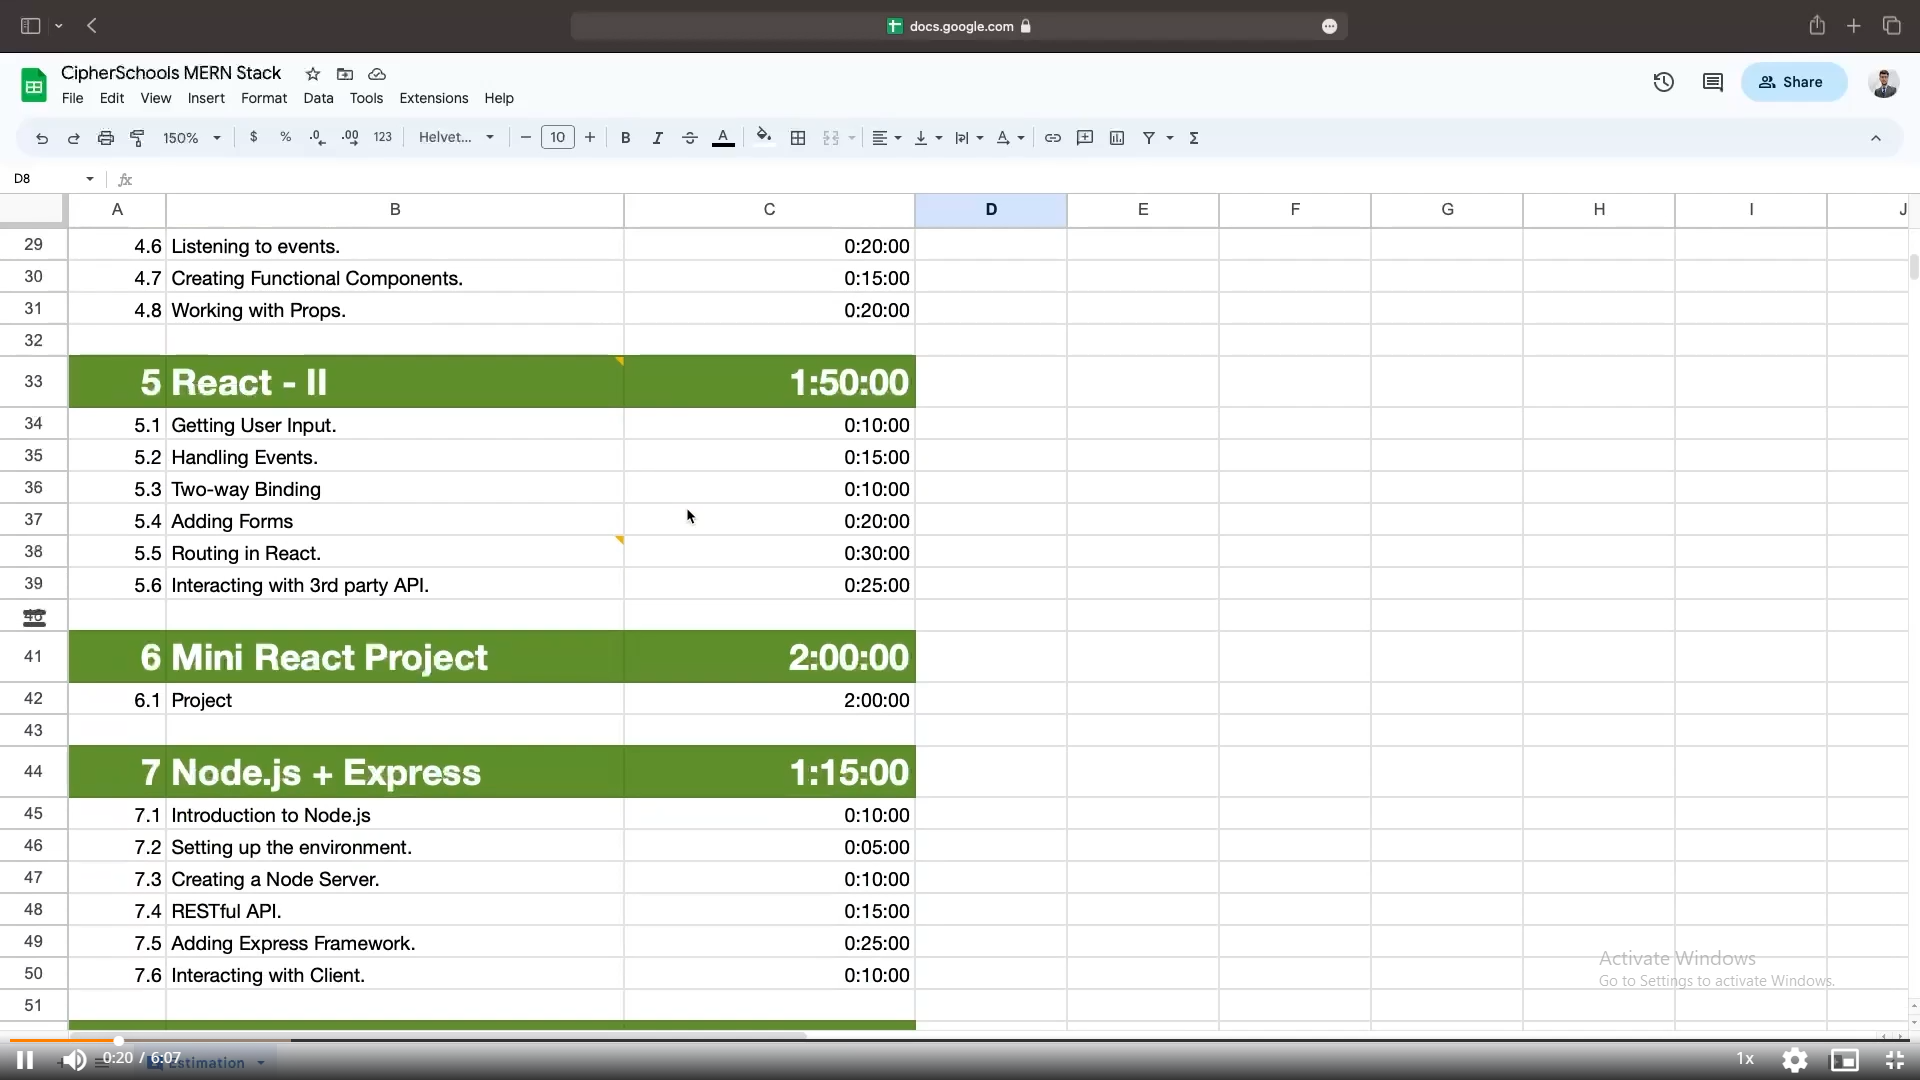 docs.google.com
CipherSchools MERN Stack
File Edit View Insert Format Data Tools Extensions Help
Share
150% $ % .0 .00 123 Helvet... − 10 + B I A Σ
D8 fx
A B C D E F G H I J
29 4.6 Listening to events. 0:20:00
30 4.7 Creating Functional Components. 0:15:00
31 4.8 Working with Props. 0:20:00
32
33 5 React - II 1:50:00
34 5.1 Getting User Input. 0:10:00
35 5.2 Handling Events. 0:15:00
36 5.3 Two-way Binding 0:10:00
37 5.4 Adding Forms 0:20:00
38 5.5 Routing in React. 0:30:00
39 5.6 Interacting with 3rd party API. 0:25:00
41 6 Mini React Project 2:00:00
42 6.1 Project 2:00:00
43
44 7 Node.js + Express 1:15:00
45 7.1 Introduction to Node.js 0:10:00
46 7.2 Setting up the environment. 0:05:00
47 7.3 Creating a Node Server. 0:10:00
48 7.4 RESTful API. 0:15:00
49 7.5 Adding Express Framework. 0:25:00
50 7.6 Interacting with Client. 0:10:00
51
Activate Windows
Go to Settings to activate Windows.
0:20 / 6:07 Estimation 1x